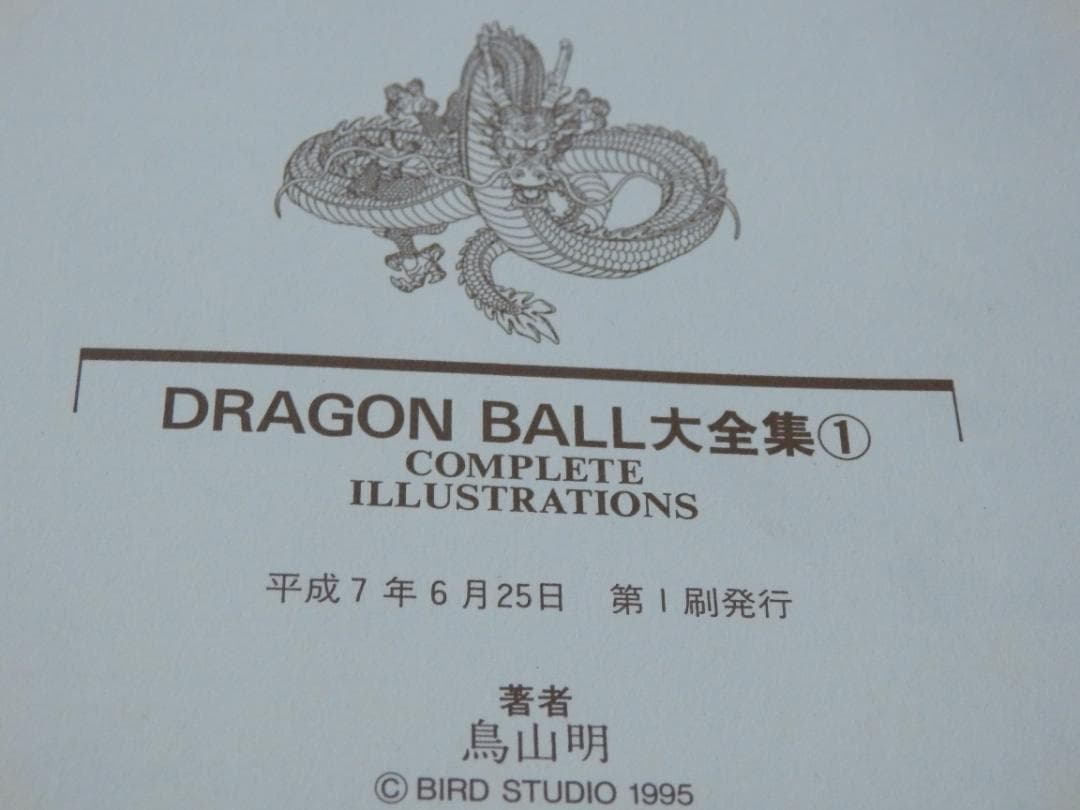 DRAGON BALL大全集①
COMPLETE
ILLUSTRATIONS
平成7年6月25日　第1刷発行
著者
鳥山明
©BIRD STUDIO 1995